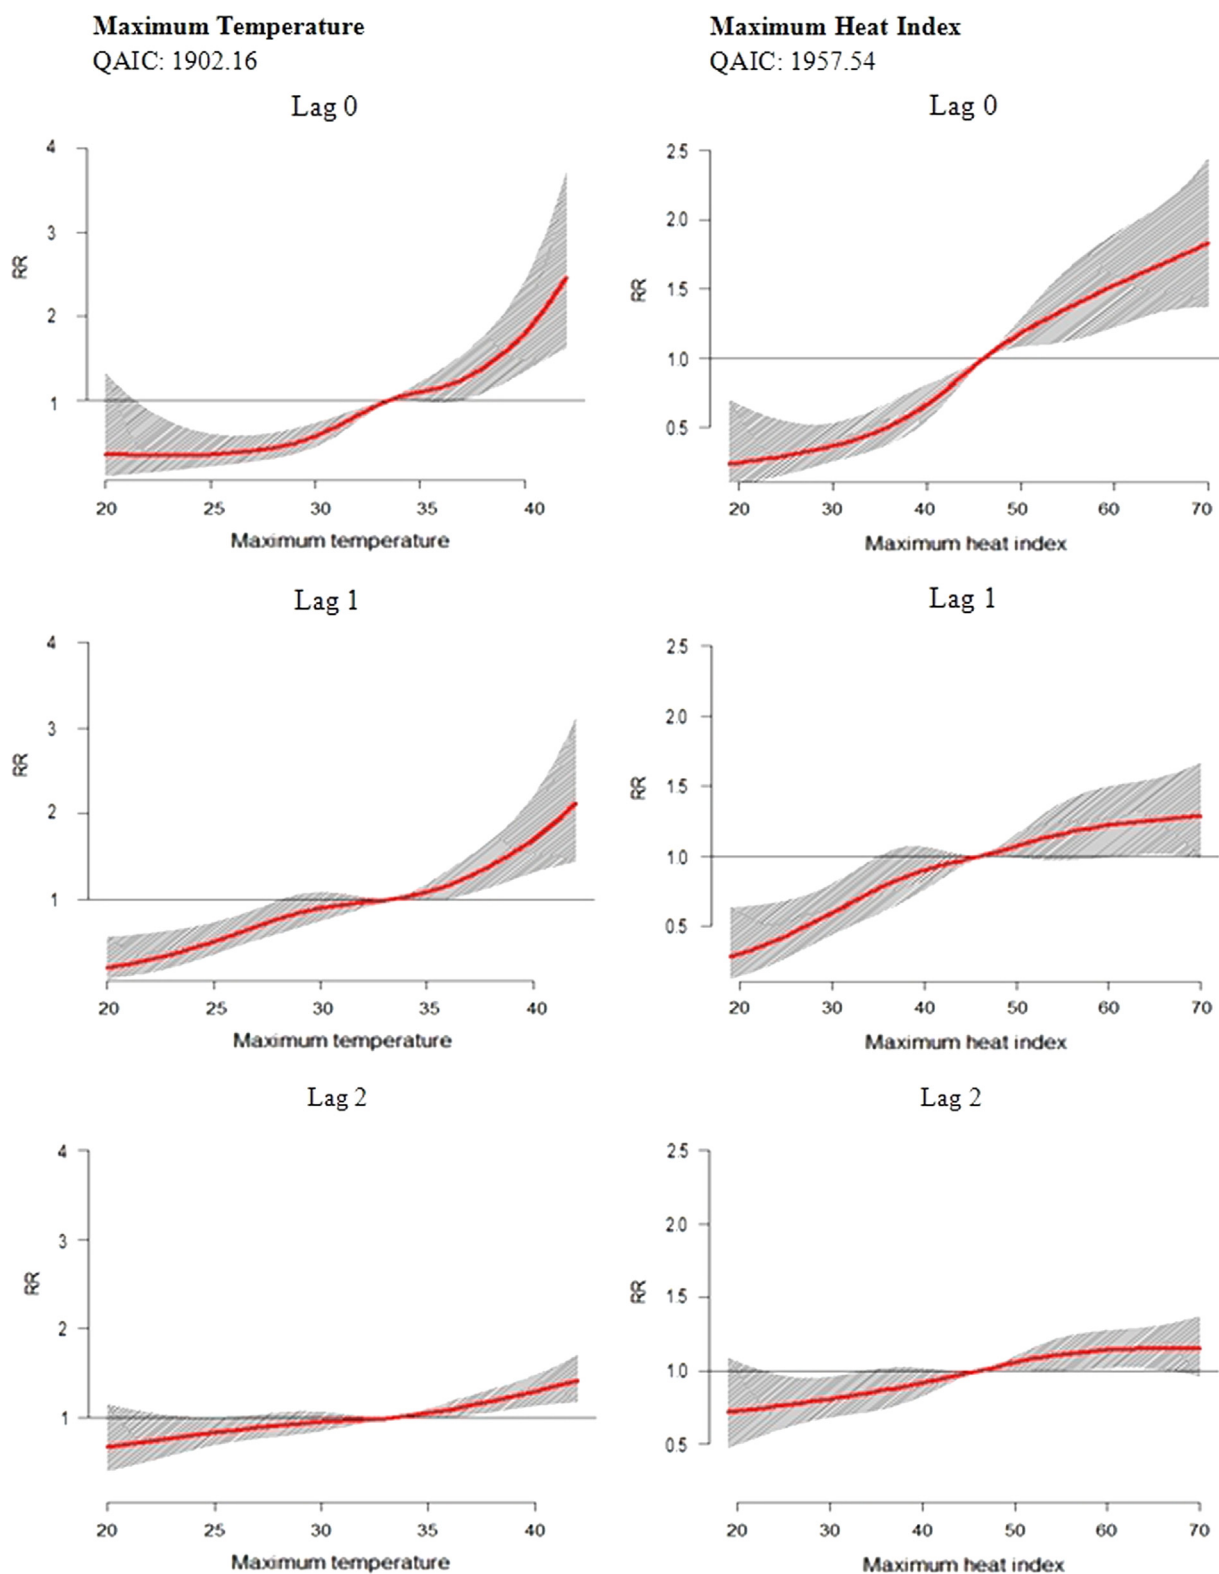 Maximum Temperature
QAIC: 1902.16
Maximum Heat Index
QAIC: 1957.54
Lag 0
4
3
2
1
RR
20 25 30 35 40
Maximum temperature
Lag 0
2.5
2.0
1.5
1.0
0.5
RR
20 30 40 50 60 70
Maximum heat index
Lag 1
4
3
2
1
RR
20 25 30 35 40
Maximum temperature
Lag 1
2.5
2.0
1.5
1.0
0.5
RR
20 30 40 50 60 70
Maximum heat index
Lag 2
4
3
2
1
RR
20 25 30 35 40
Maximum temperature
Lag 2
2.5
2.0
1.5
1.0
0.5
RR
20 30 40 50 60 70
Maximum heat index